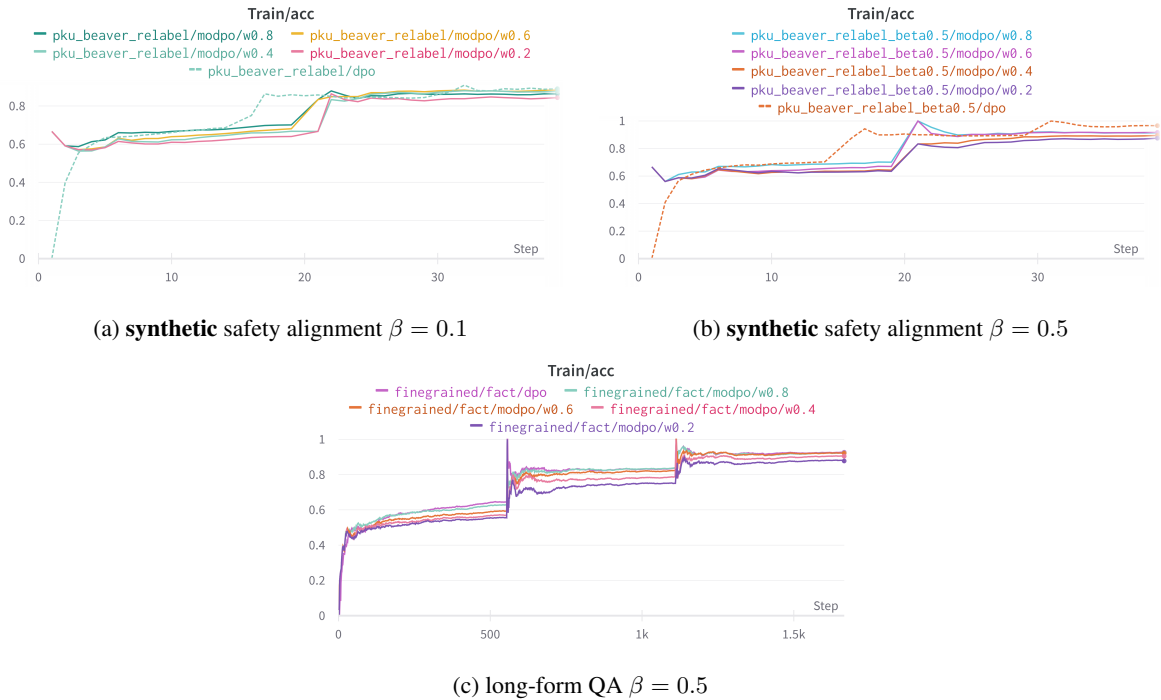 Train/acc
pku_beaver_relabel/modpo/w0.8 pku_beaver_relabel/modpo/w0.6
pku_beaver_relabel/modpo/w0.4 pku_beaver_relabel/modpo/w0.2
pku_beaver_relabel/dpo
0.8
0.6
0.4
0.2
0
Step
0 10 20 30
(a) synthetic safety alignment β = 0.1
Train/acc
pku_beaver_relabel_beta0.5/modpo/w0.8
pku_beaver_relabel_beta0.5/modpo/w0.6
pku_beaver_relabel_beta0.5/modpo/w0.4
pku_beaver_relabel_beta0.5/modpo/w0.2
pku_beaver_relabel_beta0.5/dpo
1
0.8
0.6
0.4
0.2
0
Step
0 10 20 30
(b) synthetic safety alignment β = 0.5
Train/acc
finegrained/fact/dpo finegrained/fact/modpo/w0.8
finegrained/fact/modpo/w0.6 finegrained/fact/modpo/w0.4
finegrained/fact/modpo/w0.2
1
0.8
0.6
0.4
0.2
0
Step
0 500 1k 1.5k
(c) long-form QA β = 0.5